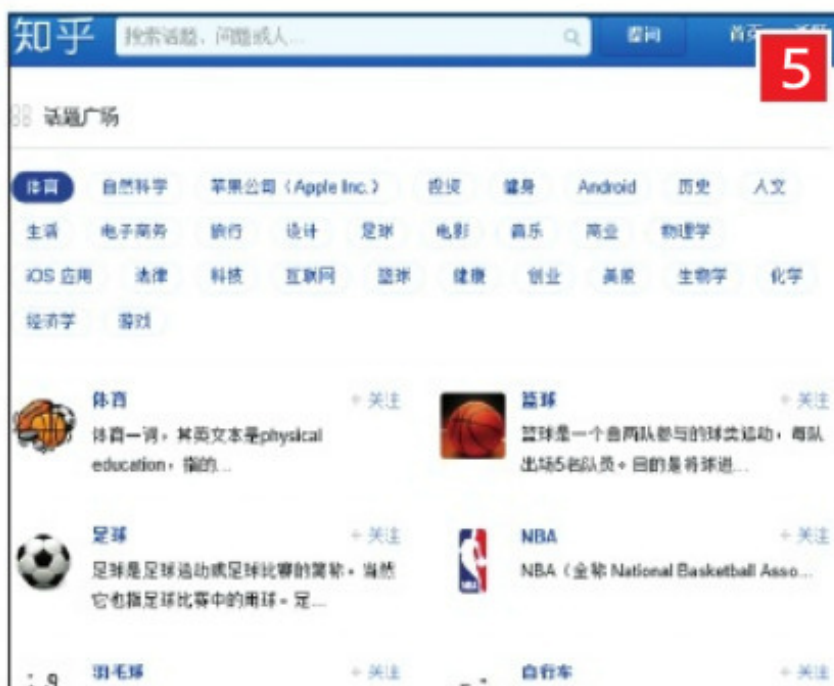 知乎 搜索话题、问题或人... 提问 首页
5
话题广场
体育 自然科学 苹果公司（Apple Inc.） 投资 健身 Android 历史 人文
生活 电子商务 旅行 设计 足球 电影 音乐 商业 物理学
iOS 应用 法律 科技 互联网 篮球 健康 创业 美股 生物学 化学
经济学 游戏
体育 + 关注
体育一词，其英文本是physical
education，指的...
篮球 + 关注
篮球是一个由两队参与的球类运动，每队
出场5名队员。目的是将球进...
足球 + 关注
足球是足球运动或足球比赛的简称。当然
它也指足球比赛中的用球。足...
NBA + 关注
NBA（全称 National Basketball Asso...
羽毛球 + 关注
自行车 + 关注